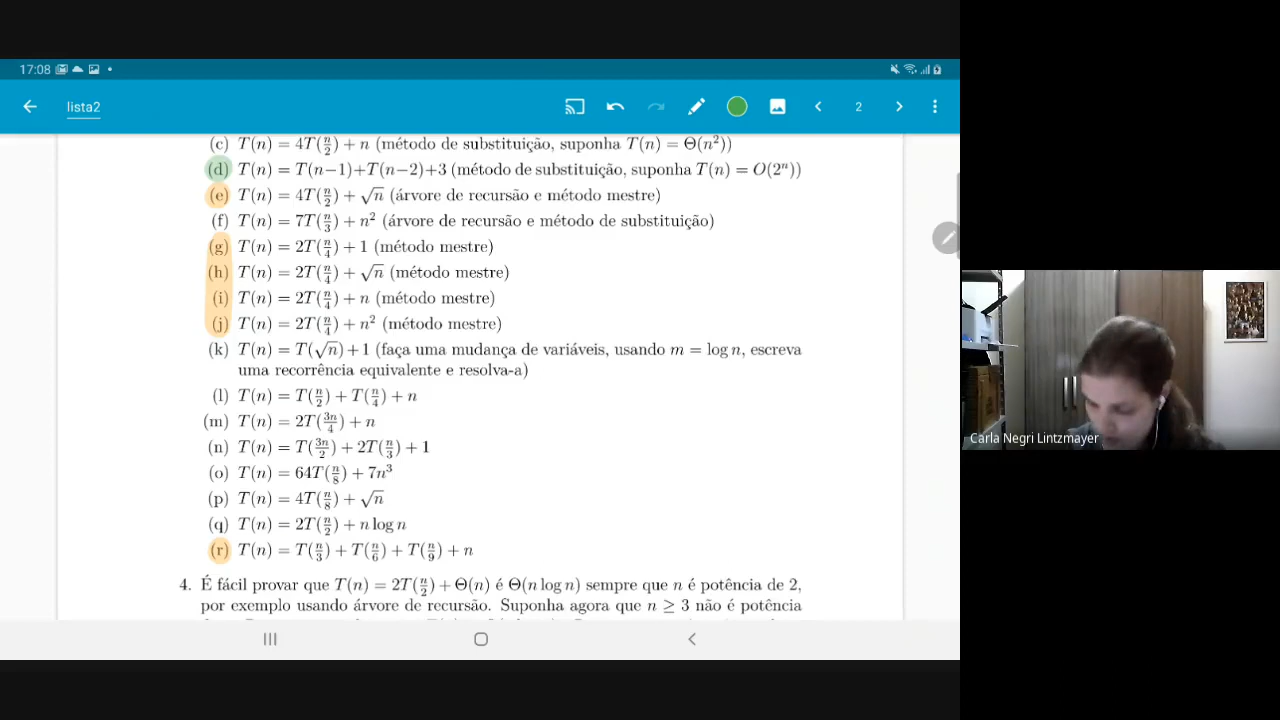 17:08
lista2
2
(c) T(n) = 4T(n/2) + n (método de substituição, suponha T(n) = Θ(n²))
(d) T(n) = T(n−1)+T(n−2)+3 (método de substituição, suponha T(n) = O(2ⁿ))
(e) T(n) = 4T(n/2) + √n (árvore de recursão e método mestre)
(f) T(n) = 7T(n/3) + n² (árvore de recursão e método de substituição)
(g) T(n) = 2T(n/4) + 1 (método mestre)
(h) T(n) = 2T(n/4) + √n (método mestre)
(i) T(n) = 2T(n/4) + n (método mestre)
(j) T(n) = 2T(n/4) + n² (método mestre)
(k) T(n) = T(√n)+1 (faça uma mudança de variáveis, usando m = log n, escreva
uma recorrência equivalente e resolva-a)
(l) T(n) = T(n/2) + T(n/4) + n
(m) T(n) = 2T(3n/4) + n
(n) T(n) = T(3n/2) + 2T(n/3) + 1
(o) T(n) = 64T(n/8) + 7n³
(p) T(n) = 4T(n/8) + √n
(q) T(n) = 2T(n/2) + n log n
(r) T(n) = T(n/3) + T(n/6) + T(n/9) + n
4. É fácil provar que T(n) = 2T(n/2) + Θ(n) é Θ(n log n) sempre que n é potência de 2,
por exemplo usando árvore de recursão. Suponha agora que n ≥ 3 não é potência
Carla Negri Lintzmayer